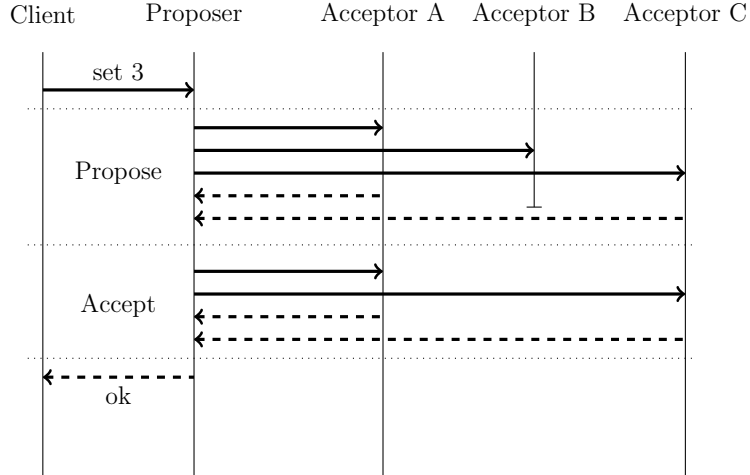 Client Proposer Acceptor A Acceptor B Acceptor C
set 3
Propose
Accept
ok